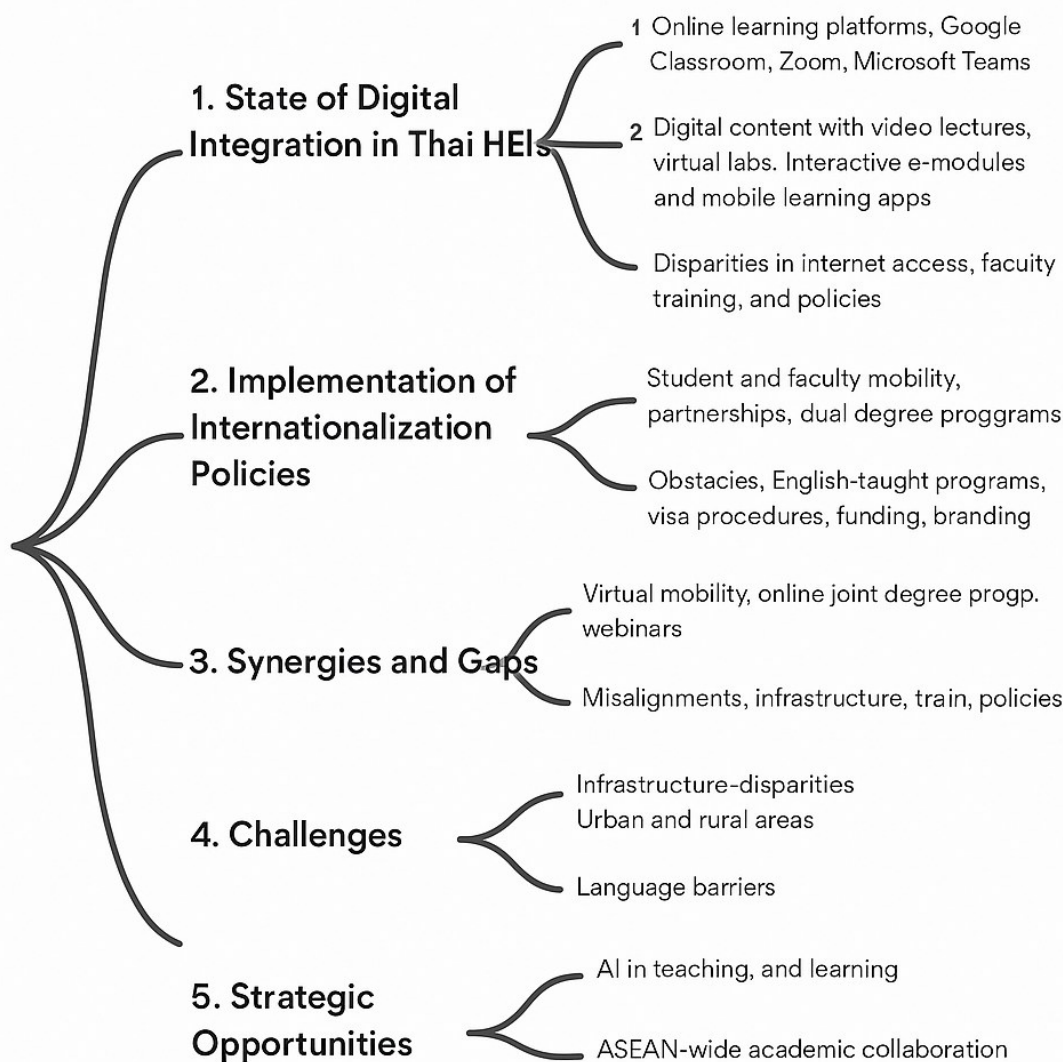 1 Online learning platforms, Google
Classroom, Zoom, Microsoft Teams
1. State of Digital
Integration in Thai HEIs
2 Digital content with video lectures,
virtual labs. Interactive e-modules
and mobile learning apps
Disparities in internet access, facuity
training, and policies
2. Implementation of
Internationalization
Policies
Student and faculty mobility,
partnerships, dual degree proggrams
Obstacies, English-taught programs,
visa procedures, funding, branding
3. Synergies and Gaps
Virtual mobility, online joint degree progp.
webinars
Misalignments, infrastructure, train, policies
4. Challenges
Infrastructure-disparities
Urban and rural areas
Language barriers
5. Strategic
Opportunities
AI in teaching, and learning
ASEAN-wide academic collaboration